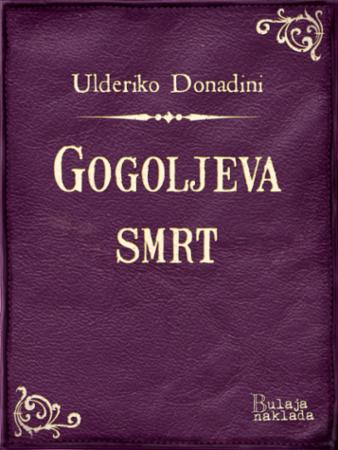 Ulderiko Donadini
GOGOLJEVA
SMRT
Bulaja
naklada